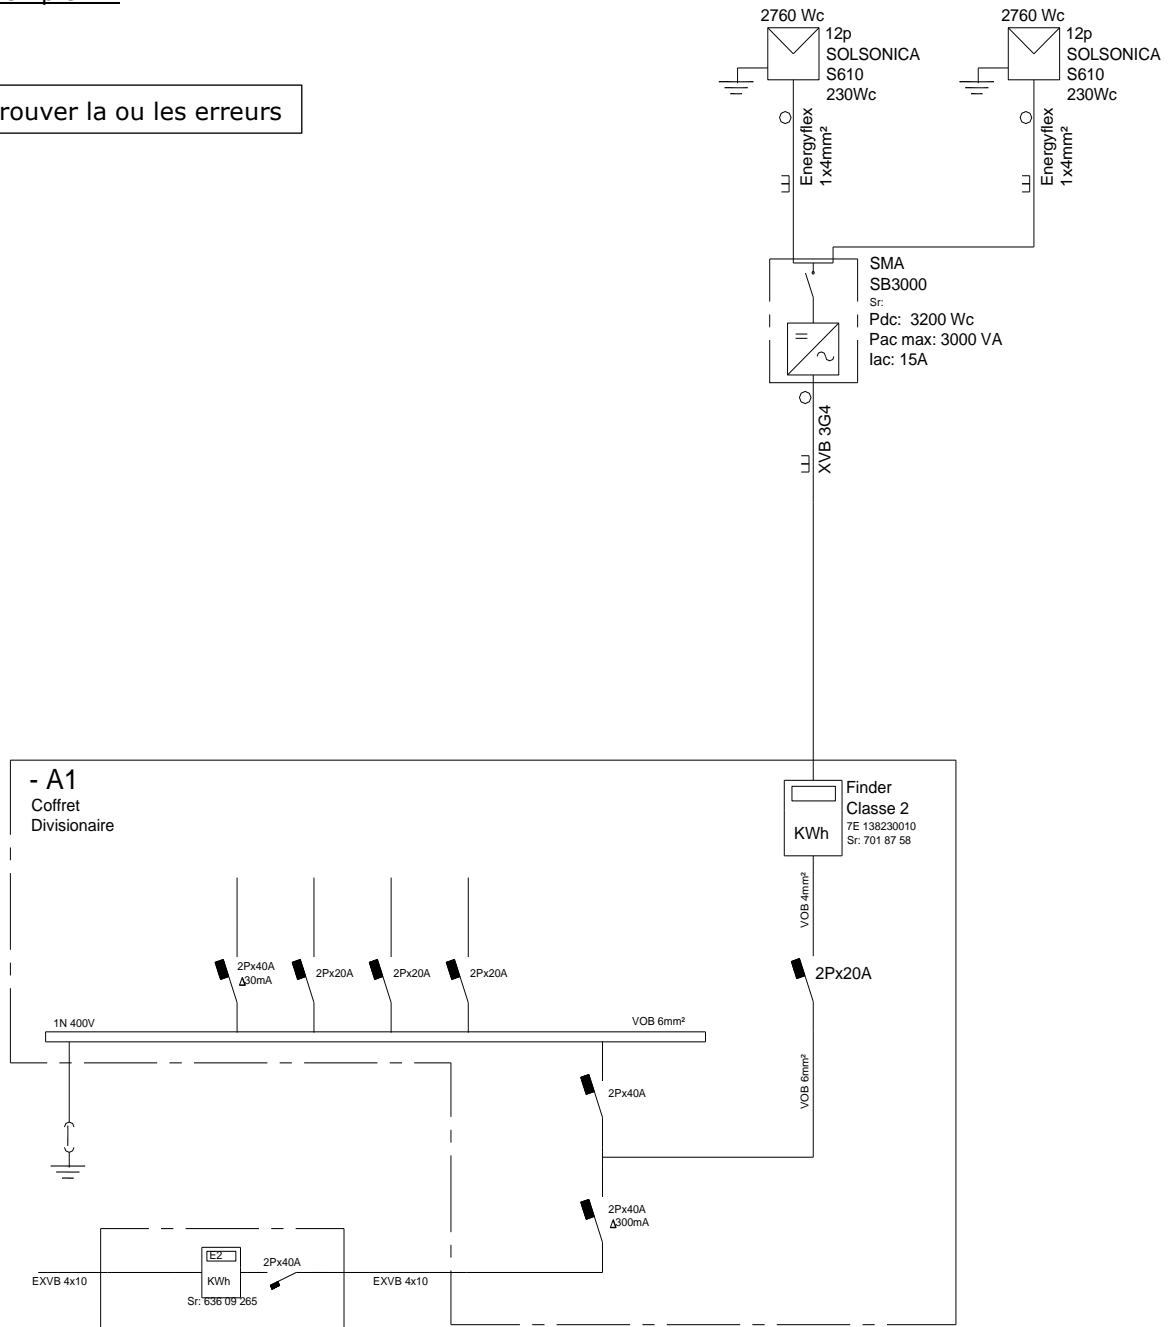 rouver la ou les erreurs
2760 Wc
12p
SOLSONICA
S610
230Wc
Energyflex
1x4mm²
2760 Wc
12p
SOLSONICA
S610
230Wc
Energyflex
1x4mm²
SMA
SB3000
Sr:
Pdc: 3200 Wc
Pac max: 3000 VA
Iac: 15A
XVB 3G4
- A1
Coffret
Divisionaire
Finder
Classe 2
7E 138230010
Sr: 701 87 58
KWh
VOB 4mm²
2Px40A
Δ30mA
2Px20A
2Px20A
2Px20A
2Px20A
1N 400V
VOB 6mm²
VOB 6mm²
2Px40A
2Px40A
Δ300mA
E2
KWh
2Px40A
EXVB 4x10
EXVB 4x10
Sr: 636 09 265